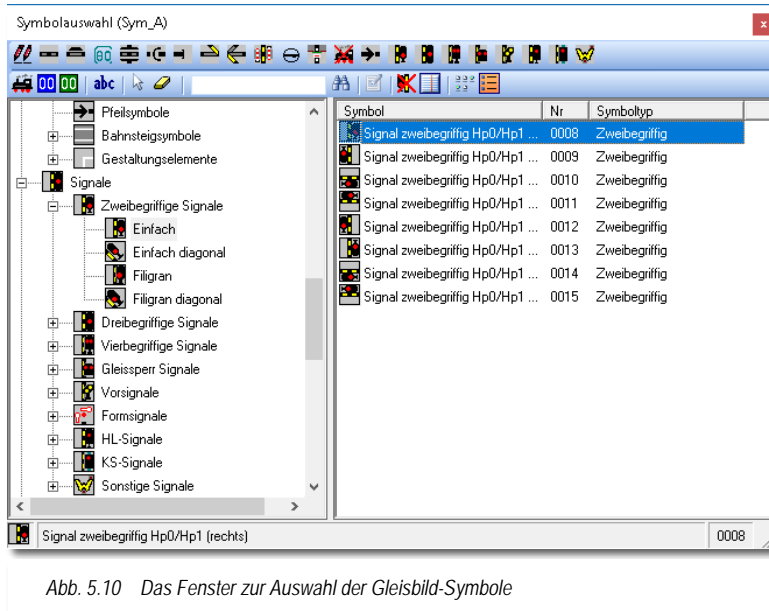 Symbolauswahl (Sym_A)
x
00 00 abc
Pfeilsymbole
Bahnsteigsymbole
Gestaltungselemente
Signale
Zweibegriffige Signale
Einfach
Einfach diagonal
Filigran
Filigran diagonal
Dreibegriffige Signale
Vierbegriffige Signale
Gleissperr Signale
Vorsignale
Formsignale
HL-Signale
KS-Signale
Sonstige Signale
Symbol Nr Symboltyp
Signal zweibegriffig Hp0/Hp1 ... 0008 Zweibegriffig
Signal zweibegriffig Hp0/Hp1 ... 0009 Zweibegriffig
Signal zweibegriffig Hp0/Hp1 ... 0010 Zweibegriffig
Signal zweibegriffig Hp0/Hp1 ... 0011 Zweibegriffig
Signal zweibegriffig Hp0/Hp1 ... 0012 Zweibegriffig
Signal zweibegriffig Hp0/Hp1 ... 0013 Zweibegriffig
Signal zweibegriffig Hp0/Hp1 ... 0014 Zweibegriffig
Signal zweibegriffig Hp0/Hp1 ... 0015 Zweibegriffig
Signal zweibegriffig Hp0/Hp1 (rechts) 0008
Abb. 5.10 Das Fenster zur Auswahl der Gleisbild-Symbole